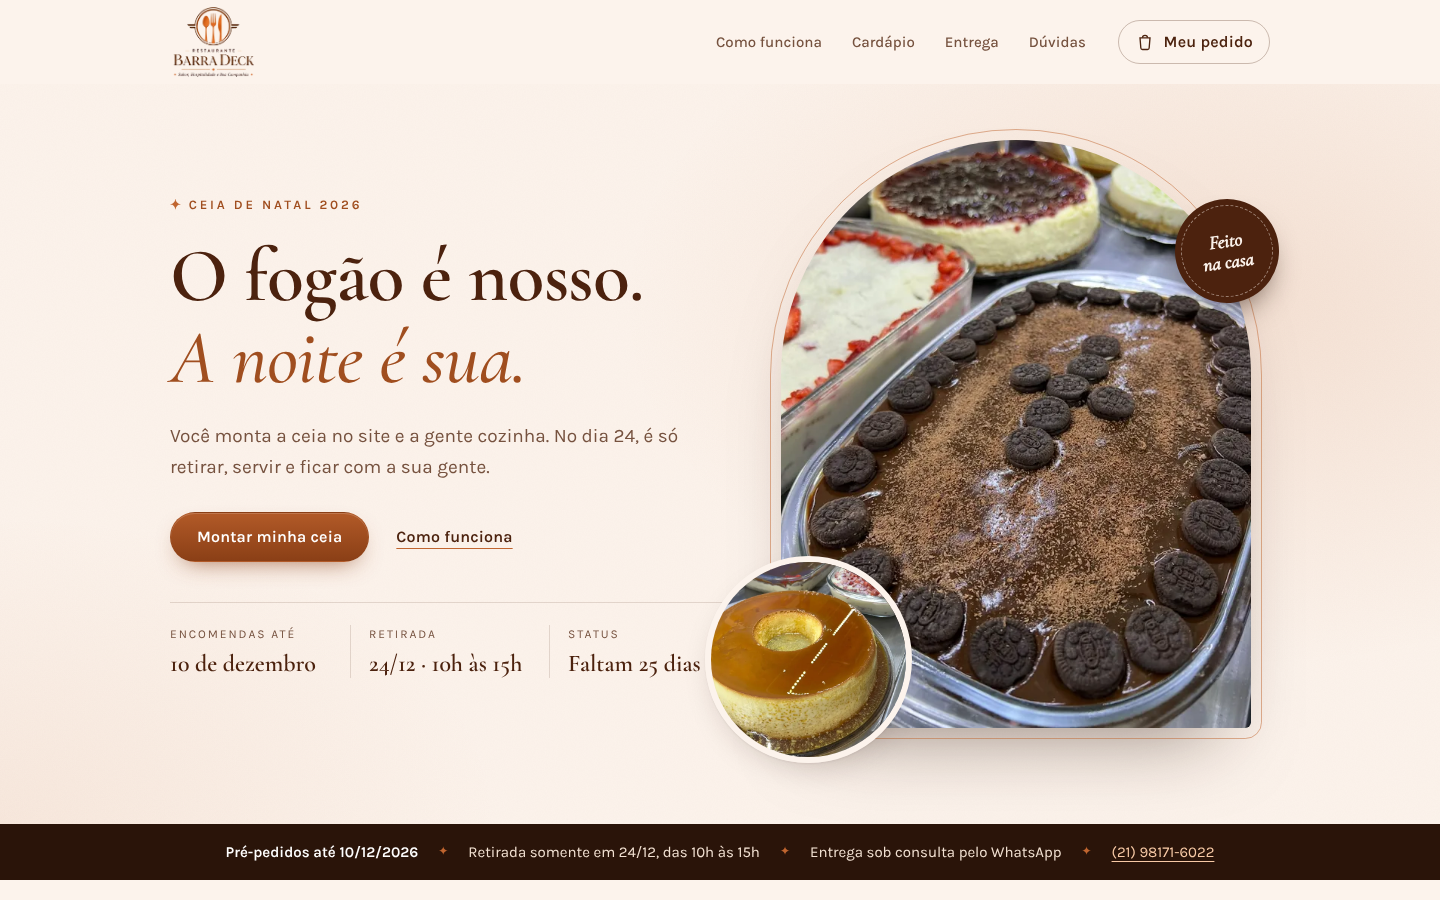 RESTAURANTE
BARRA DECK
Como funciona
Cardápio
Entrega
Dúvidas
Meu pedido
✦ CEIA DE NATAL 2026
O fogão é nosso.
A noite é sua.
Você monta a ceia no site e a gente cozinha. No dia 24, é só
retirar, servir e ficar com a sua gente.
Montar minha ceia
Como funciona
ENCOMENDAS ATÉ
10 de dezembro
RETIRADA
24/12 · 10h às 15h
STATUS
Faltam 25 dias
Feito
na casa
Pré-pedidos até 10/12/2026 ✦ Retirada somente em 24/12, das 10h às 15h ✦ Entrega sob consulta pelo WhatsApp ✦ (21) 98171-6022